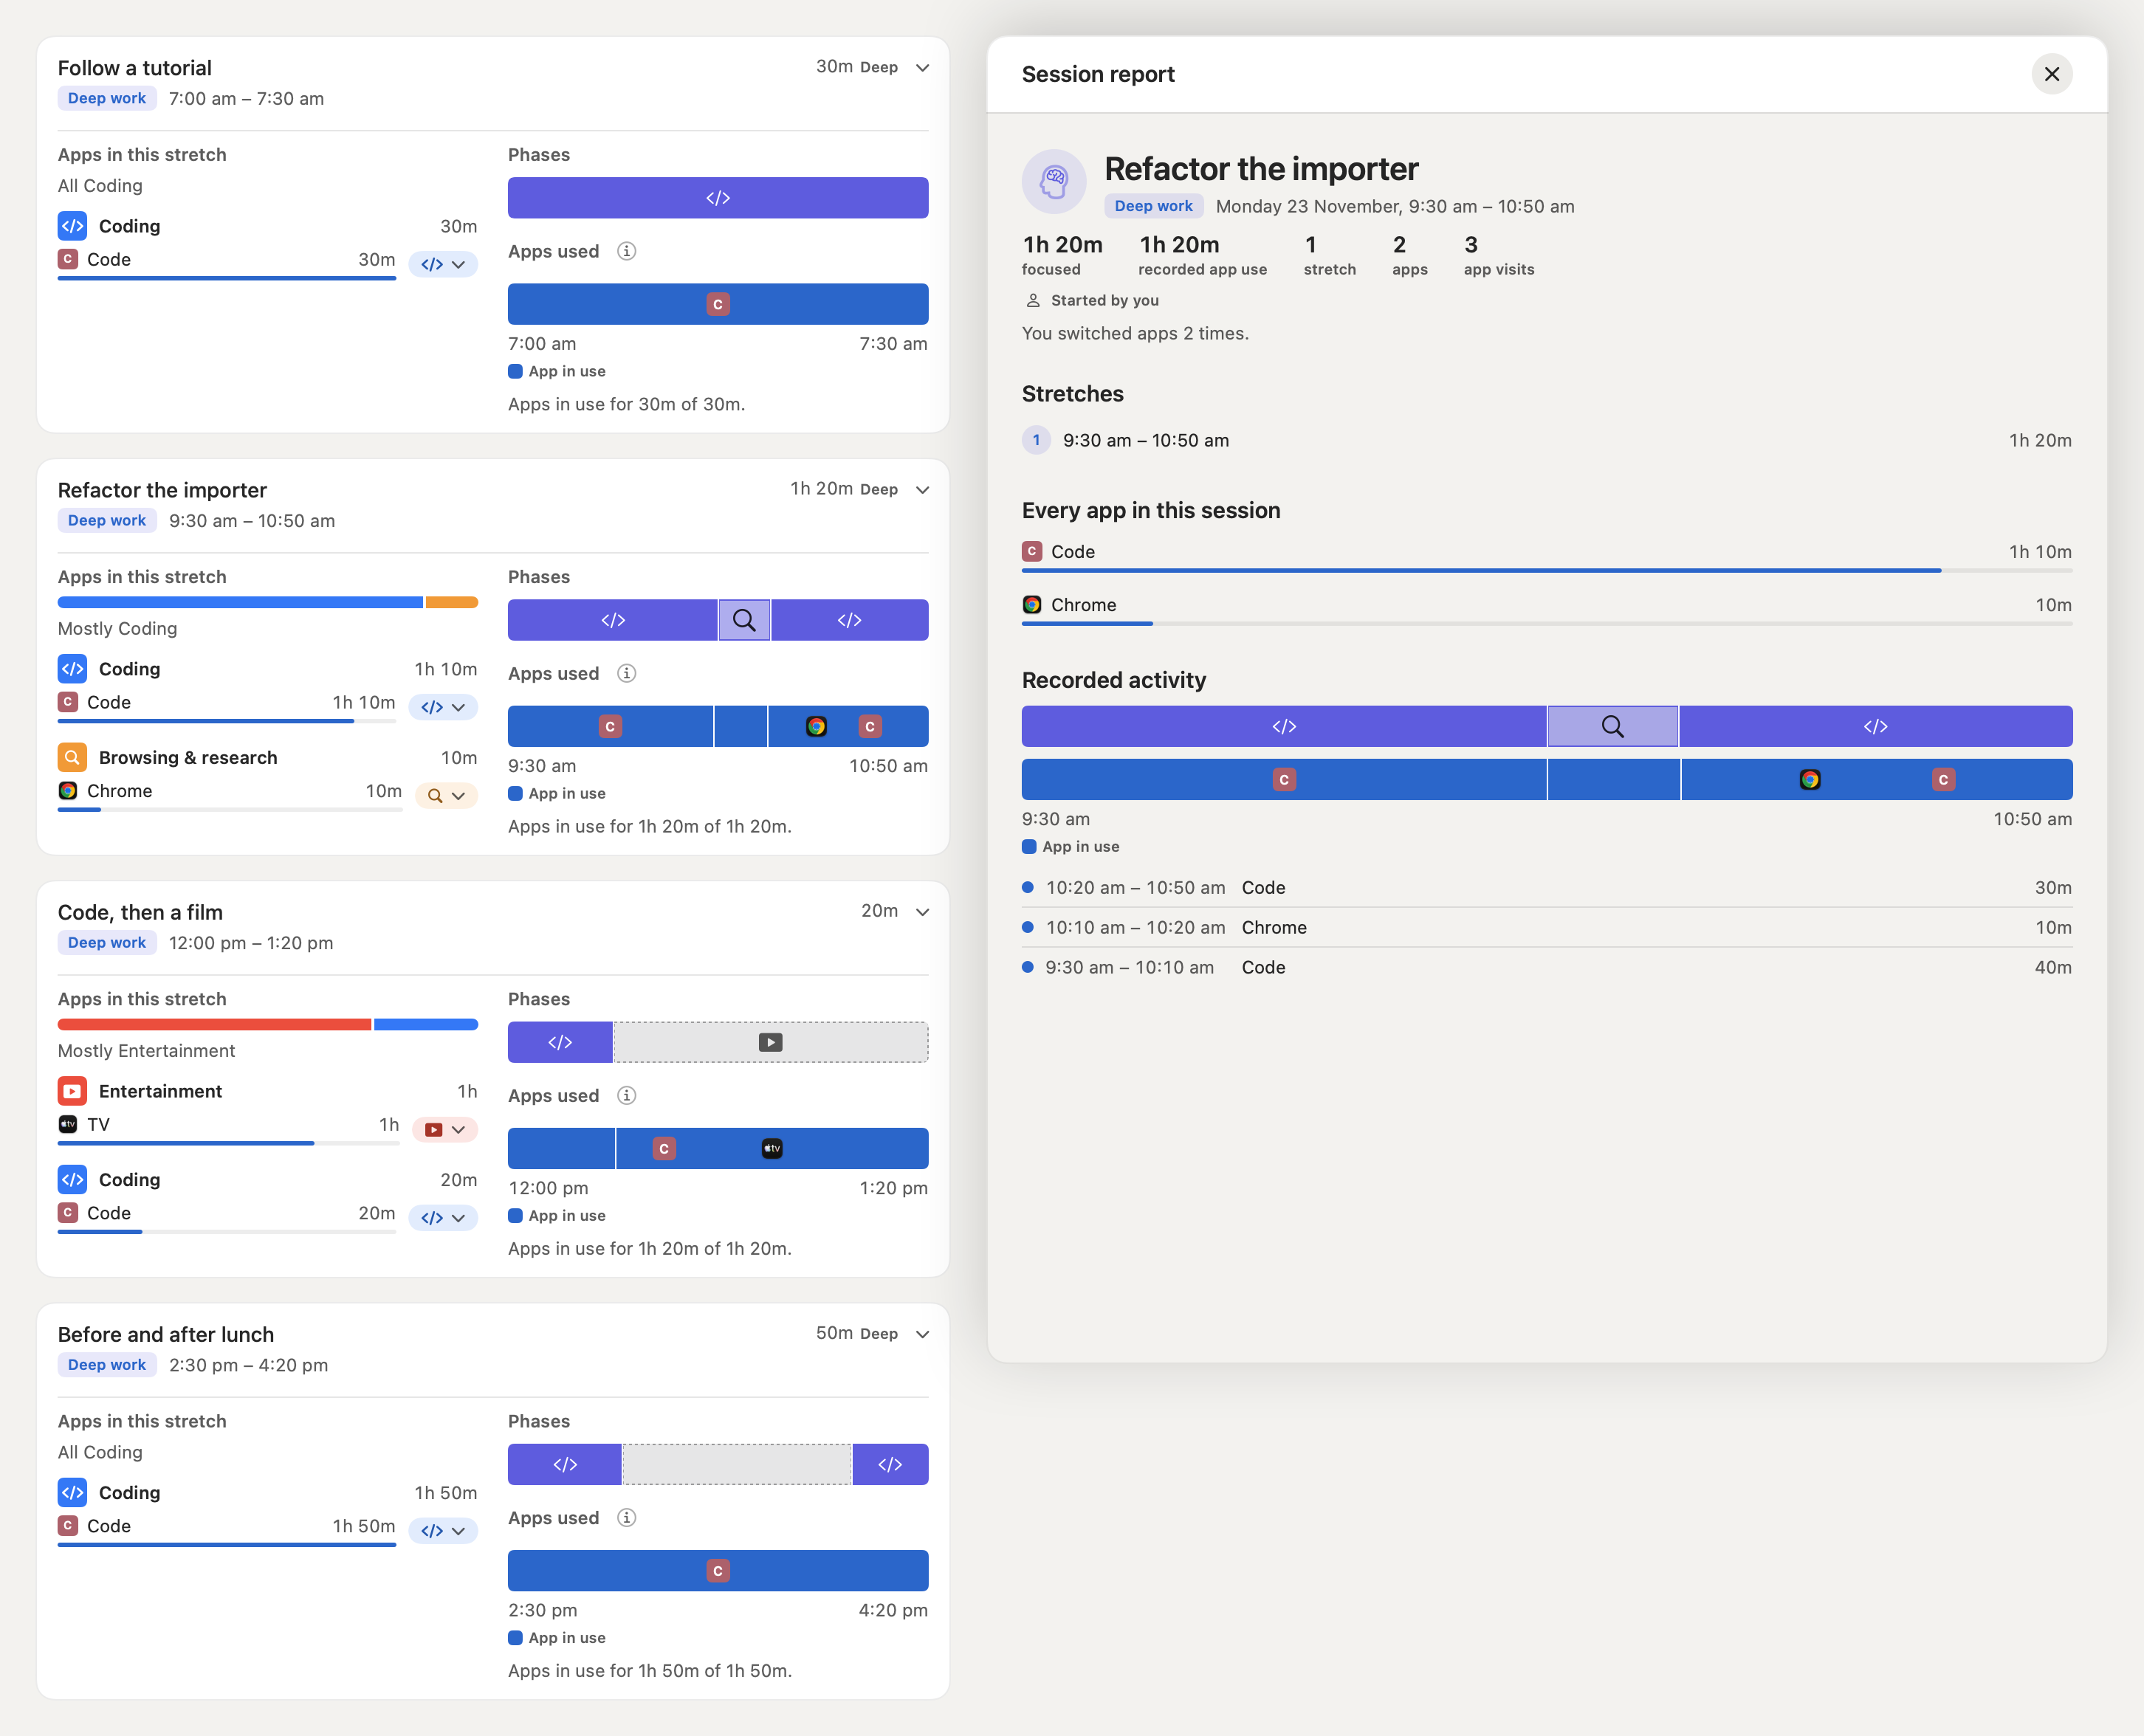 Follow a tutorial
30m Deep
Deep work 7:00 am – 7:30 am
Apps in this stretch
All Coding
Coding 30m
C Code 30m
Phases
Apps used
C
7:00 am 7:30 am
App in use
Apps in use for 30m of 30m.
Refactor the importer
1h 20m Deep
Deep work 9:30 am – 10:50 am
Apps in this stretch
Mostly Coding
Coding 1h 10m
C Code 1h 10m
Browsing & research 10m
Chrome 10m
Phases
Apps used
C C
9:30 am 10:50 am
App in use
Apps in use for 1h 20m of 1h 20m.
Code, then a film
20m
Deep work 12:00 pm – 1:20 pm
Apps in this stretch
Mostly Entertainment
Entertainment 1h
tv TV 1h
Coding 20m
C Code 20m
Phases
Apps used
C tv
12:00 pm 1:20 pm
App in use
Apps in use for 1h 20m of 1h 20m.
Before and after lunch
50m Deep
Deep work 2:30 pm – 4:20 pm
Apps in this stretch
All Coding
Coding 1h 50m
C Code 1h 50m
Phases
Apps used
C
2:30 pm 4:20 pm
App in use
Apps in use for 1h 50m of 1h 50m.
Session report
Refactor the importer
Deep work Monday 23 November, 9:30 am – 10:50 am
1h 20m 1h 20m 1 2 3
focused recorded app use stretch apps app visits
Started by you
You switched apps 2 times.
Stretches
1 9:30 am – 10:50 am 1h 20m
Every app in this session
C Code 1h 10m
Chrome 10m
Recorded activity
C C
9:30 am 10:50 am
App in use
10:20 am – 10:50 am Code 30m
10:10 am – 10:20 am Chrome 10m
9:30 am – 10:10 am Code 40m